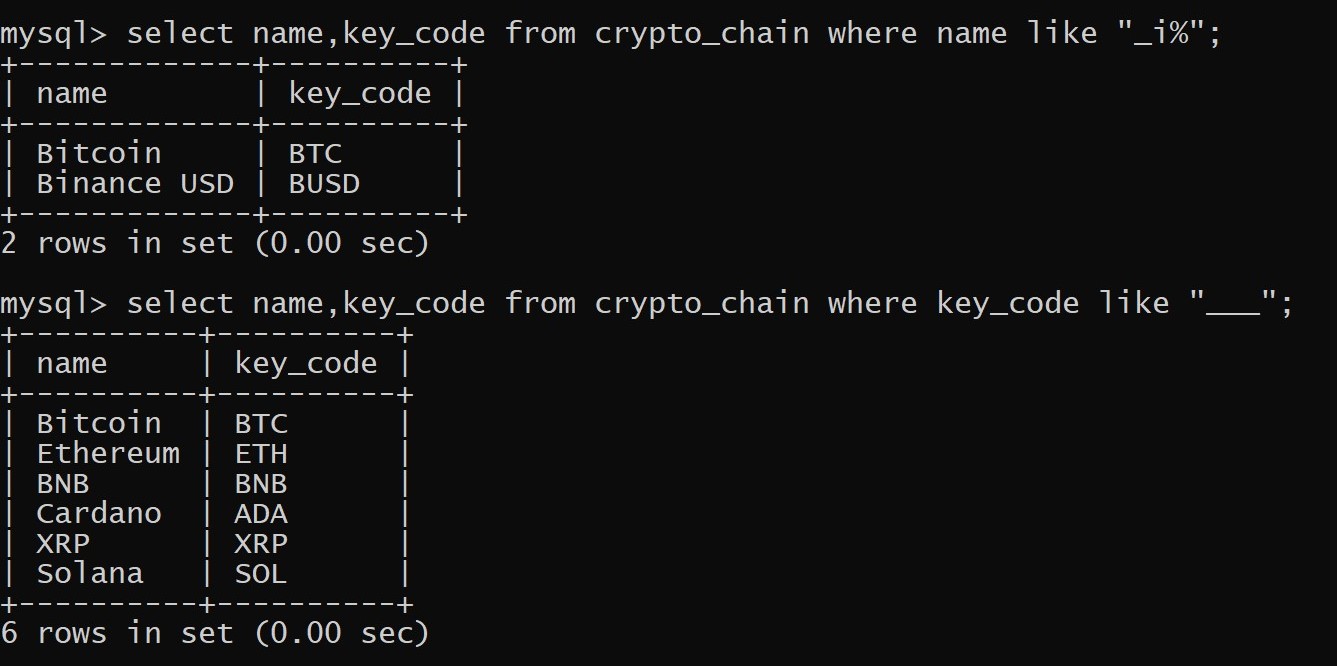 mysql> select name,key_code from crypto_chain where name like "_i%";
+-------------+----------+
| name        | key_code |
+-------------+----------+
| Bitcoin     | BTC      |
| Binance USD | BUSD     |
+-------------+----------+
2 rows in set (0.00 sec)
mysql> select name,key_code from crypto_chain where key_code like "___";
+----------+----------+
| name     | key_code |
+----------+----------+
| Bitcoin  | BTC      |
| Ethereum | ETH      |
| BNB      | BNB      |
| Cardano  | ADA      |
| XRP      | XRP      |
| Solana   | SOL      |
+----------+----------+
6 rows in set (0.00 sec)